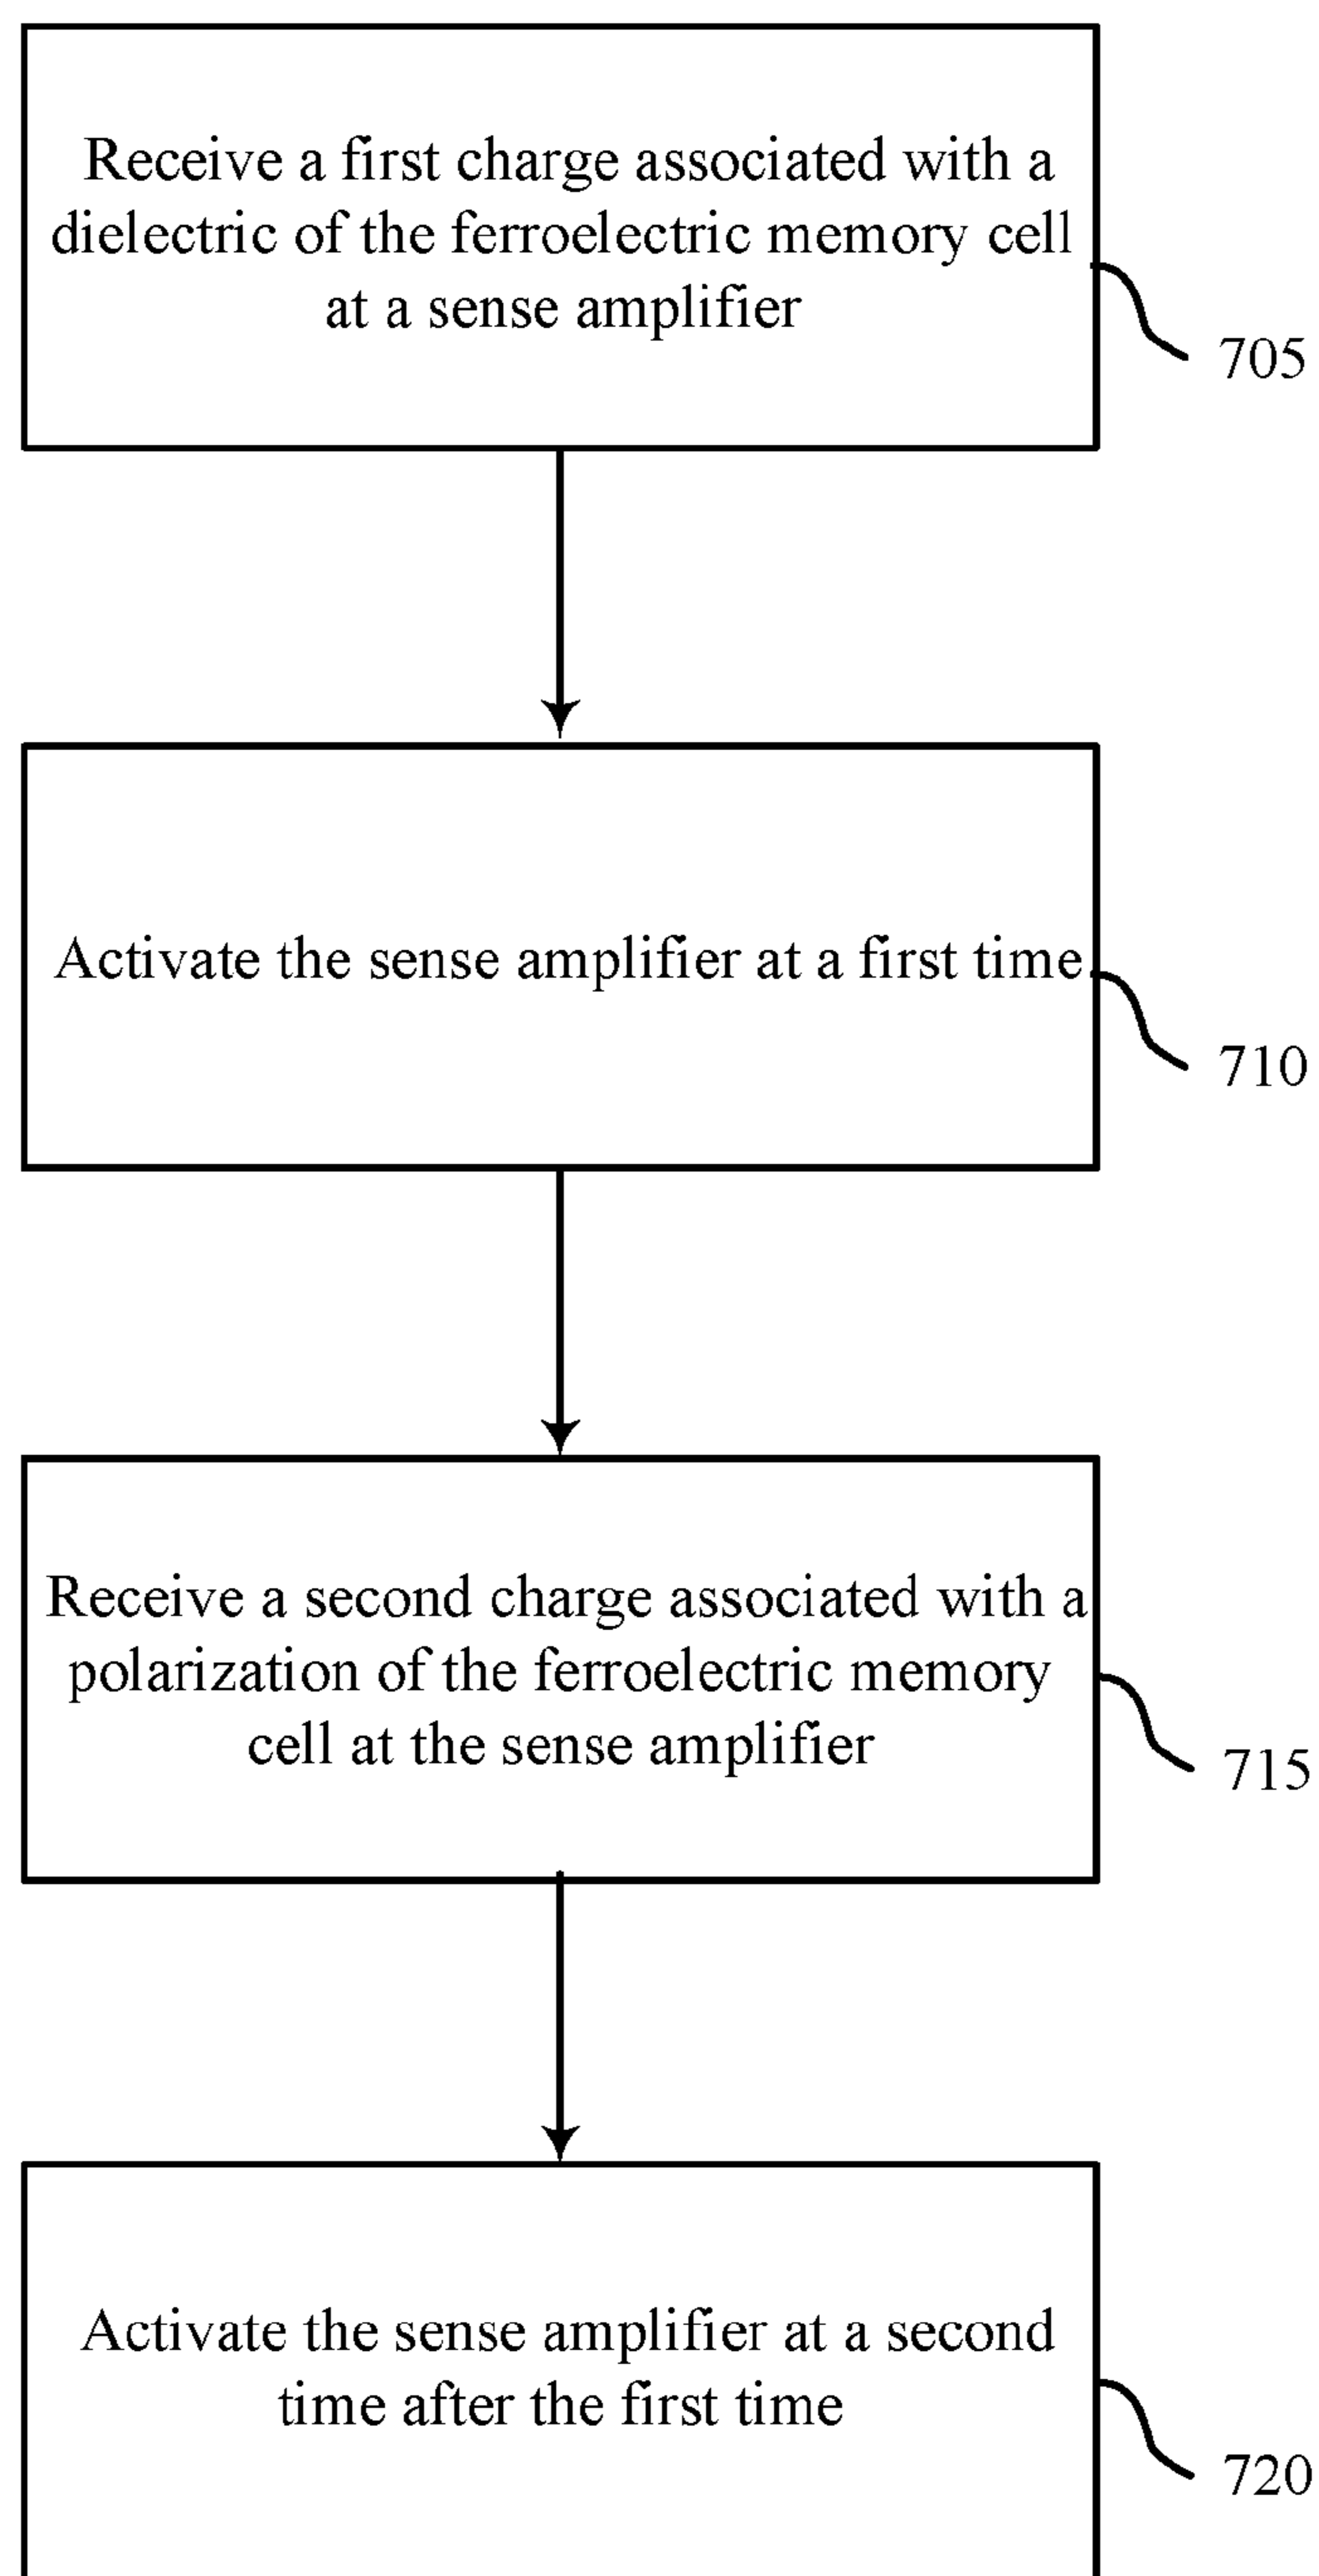 Receive a first charge associated with a
dielectric of the ferroelectric memory cell
at a sense amplifier
705
Activate the sense amplifier at a first time
710
Receive a second charge associated with a
polarization of the ferroelectric memory
cell at the sense amplifier
715
Activate the sense amplifier at a second
time after the first time
720